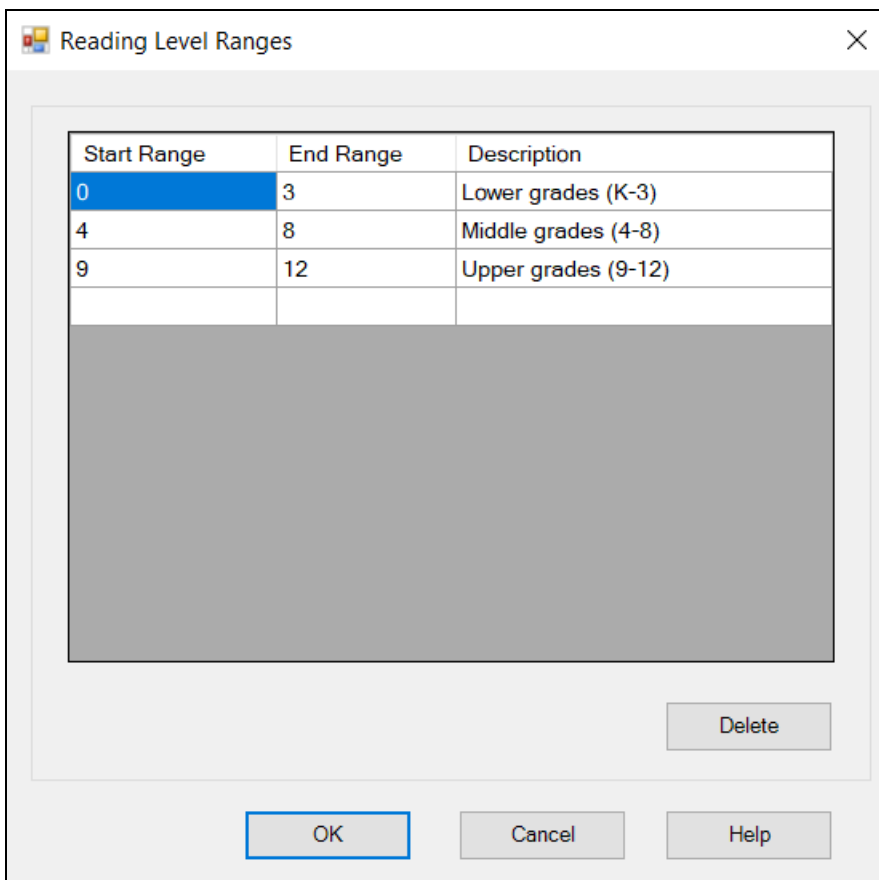 Reading Level Ranges
Start Range End Range Description
0 3 Lower grades (K-3)
4 8 Middle grades (4-8)
9 12 Upper grades (9-12)
Delete
OK Cancel Help